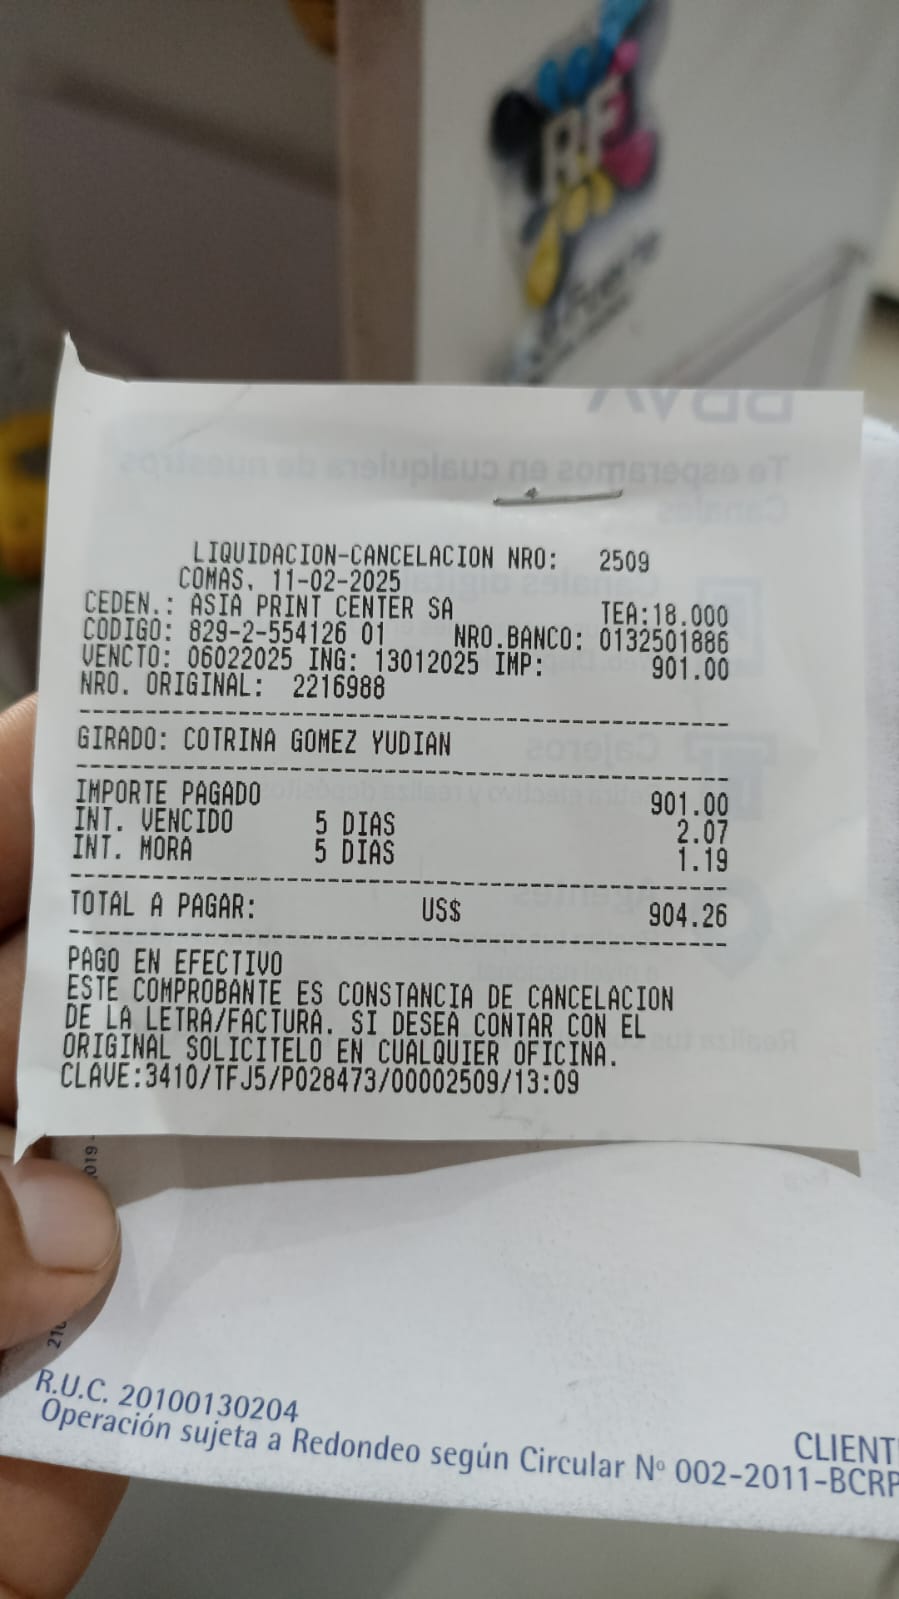 RF
LIQUIDACION-CANCELACION NRO: 2509
COMAS, 11-02-2025
CEDEN.: ASIA PRINT CENTER SA TEA:18.000
CODIGO: 829-2-554126 01 NRO.BANCO: 0132501886
VENCTO: 06022025 ING: 13012025 IMP: 901.00
NRO. ORIGINAL: 2216988
GIRADO: COTRINA GOMEZ YUDIAN
IMPORTE PAGADO 901.00
INT. VENCIDO 5 DIAS 2.07
INT. MORA 5 DIAS 1.19
TOTAL A PAGAR: US$ 904.26
PAGO EN EFECTIVO
ESTE COMPROBANTE ES CONSTANCIA DE CANCELACION
DE LA LETRA/FACTURA. SI DESEA CONTAR CON EL
ORIGINAL SOLICITELO EN CUALQUIER OFICINA.
CLAVE:3410/TFJ5/P028473/00002509/13:09
R.U.C. 20100130204
Operación sujeta a Redondeo según Circular Nº 002-2011-BCRP
CLIENT